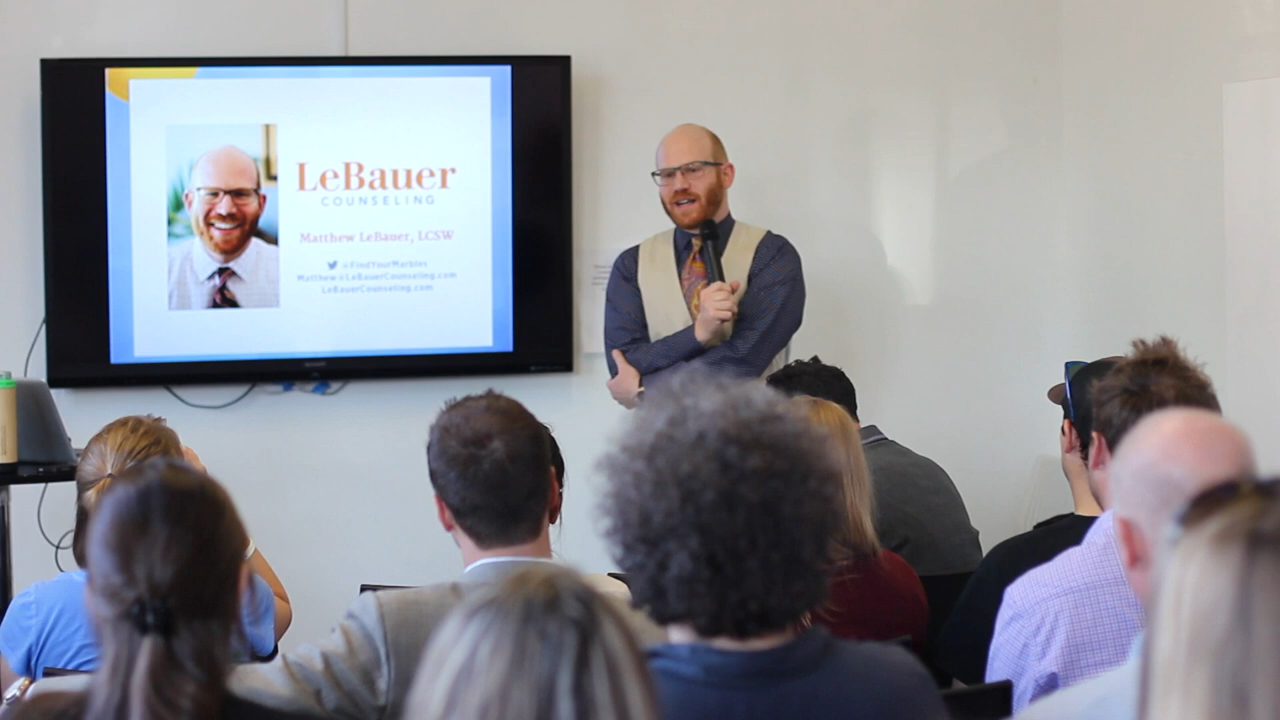 LeBauer
COUNSELING
Matthew LeBauer, LCSW
@FindYourMarbles
Matthew@LeBauerCounseling.com
LeBauerCounseling.com